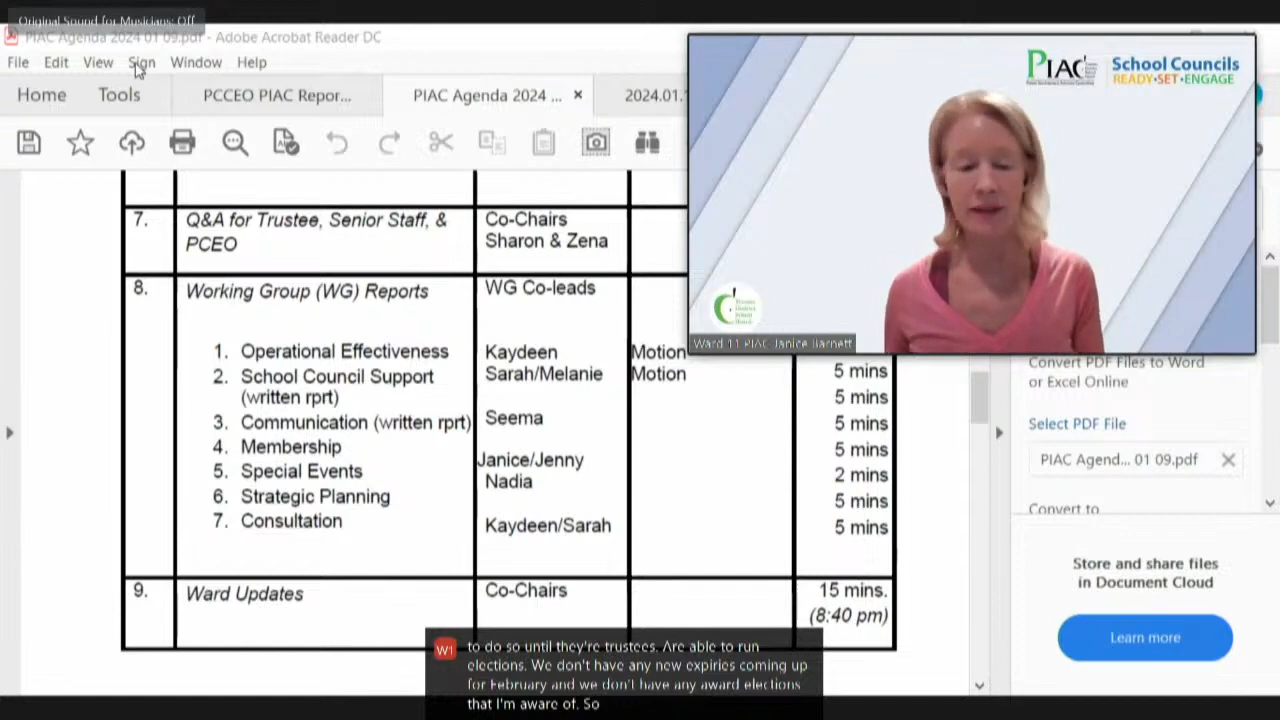 Original Sound for Musicians: Off
PIAC Agenda 2024 01 09.pdf - Adobe Acrobat Reader DC
File Edit View Sign Window Help
Home Tools PCCEO PIAC Repor... PIAC Agenda 2024 ... × 2024.01.
7. Q&A for Trustee, Senior Staff, & PCEO
Co-Chairs
Sharon & Zena
8. Working Group (WG) Reports
WG Co-leads
1. Operational Effectiveness
2. School Council Support
(written rprt)
3. Communication (written rprt)
4. Membership
5. Special Events
6. Strategic Planning
7. Consultation
Kaydeen
Sarah/Melanie
Seema
Janice/Jenny
Nadia
Kaydeen/Sarah
Motion
Motion
5 mins
5 mins
5 mins
5 mins
2 mins
5 mins
5 mins
9. Ward Updates
Co-Chairs
15 mins.
(8:40 pm)
PIAC
School Councils
READY•SET•ENGAGE
Ward 11 PIAC Janice Barnett
Convert PDF Files to Word
or Excel Online
Select PDF File
PIAC Agend... 01 09.pdf ×
Convert to
Store and share files
in Document Cloud
Learn more
W1
to do so until they're trustees. Are able to run
elections. We don't have any new expiries coming up
for February and we don't have any award elections
that I'm aware of. So